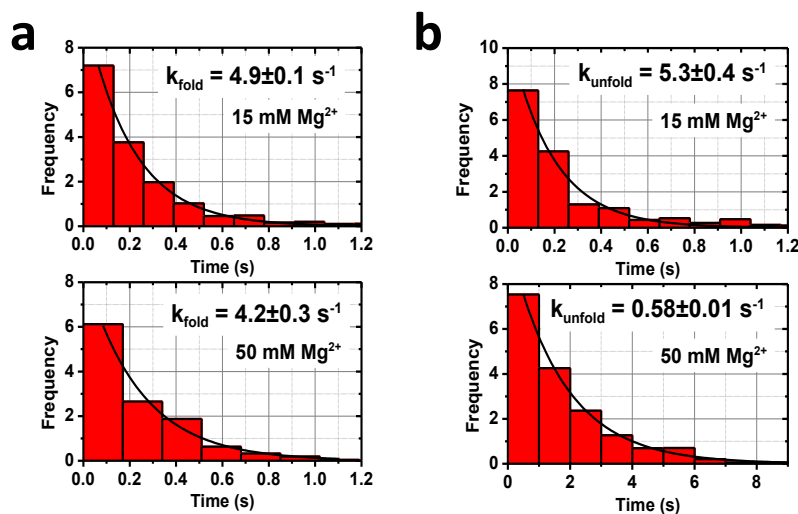 a
8
6
4
2
0
Frequency
k_fold = 4.9±0.1 s⁻¹
15 mM Mg²⁺
0.0 0.2 0.4 0.6 0.8 1.0 1.2
Time (s)
8
6
4
2
0
Frequency
k_fold = 4.2±0.3 s⁻¹
50 mM Mg²⁺
0.0 0.2 0.4 0.6 0.8 1.0 1.2
Time (s)
b
10
8
6
4
2
0
Frequency
k_unfold = 5.3±0.4 s⁻¹
15 mM Mg²⁺
0.0 0.2 0.4 0.6 0.8 1.0
Time (s)
8
6
4
2
0
Frequency
k_unfold = 0.58±0.01 s⁻¹
50 mM Mg²⁺
0 2 4 6 8
Time (s)